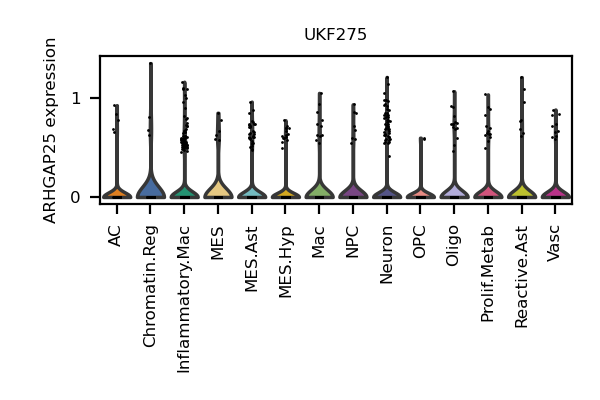 UKF275
ARHGAP25 expression
1
0
AC
Chromatin.Reg
Inflammatory.Mac
MES
MES.Ast
MES.Hyp
Mac
NPC
Neuron
OPC
Oligo
Prolif.Metab
Reactive.Ast
Vasc